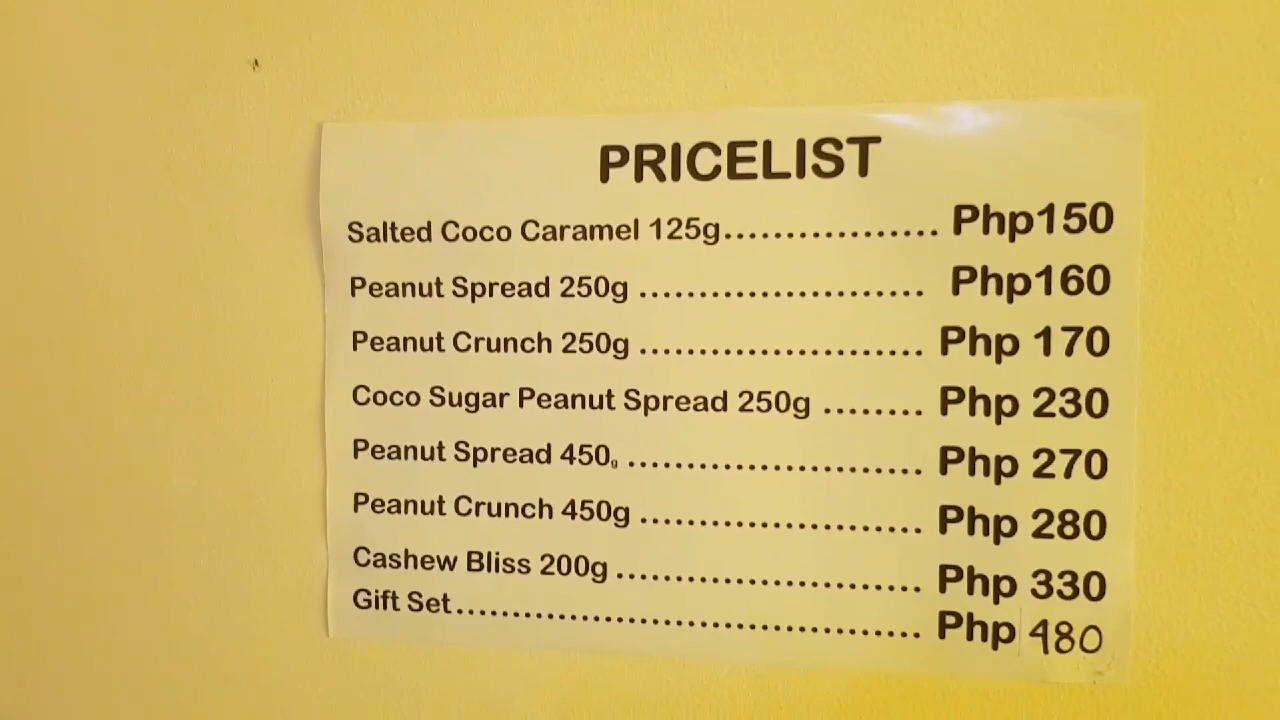 PRICELIST
Salted Coco Caramel 125g................. Php150
Peanut Spread 250g ........................ Php160
Peanut Crunch 250g ........................ Php 170
Coco Sugar Peanut Spread 250g ........ Php 230
Peanut Spread 450g ......................... Php 270
Peanut Crunch 450g ........................ Php 280
Cashew Bliss 200g .......................... Php 330
Gift Set....................................... Php 480